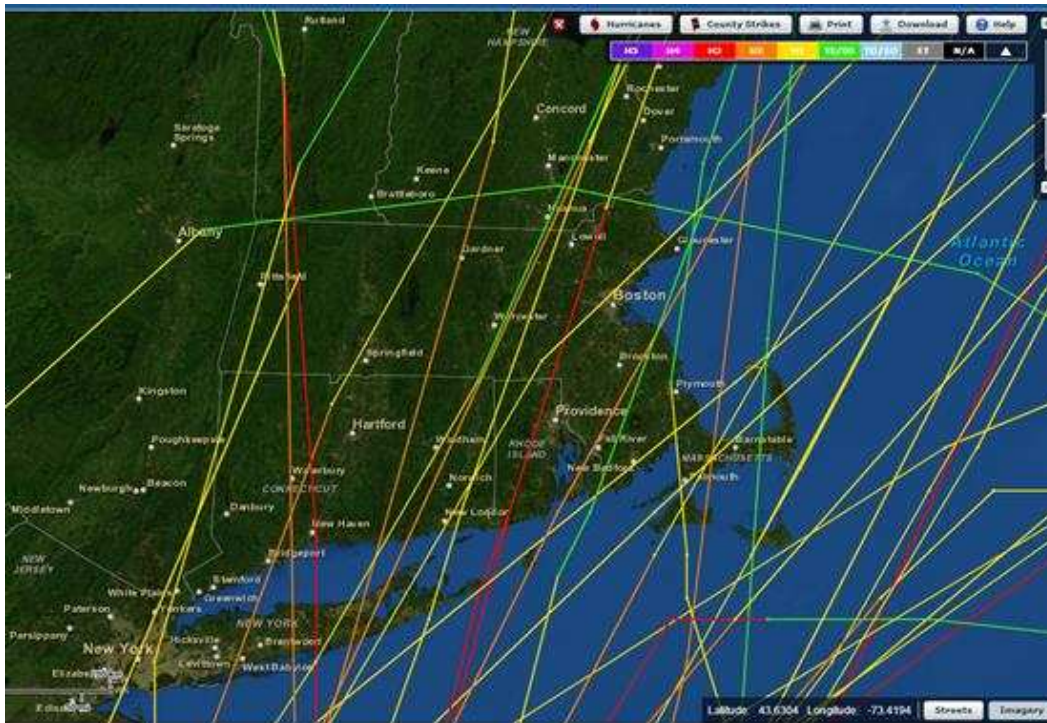 Rutland
NEW HAMPSHIRE
Hurricanes County Strikes Print Download Help
H5 H4 H3 H2 H1 TS/SS TD/SD ET N/A
Rochester
Concord
Dover
Saratoga Springs
Portsmouth
Manchester
Keene
Brattleboro
Nashua
Albany
Lowell
Gloucester
Gardner
Atlantic Ocean
Pittsfield
Boston
Worcester
Springfield
Brockton
Plymouth
Kingston
Providence
Hartford
Poughkeepsie
Windham
RHODE ISLAND
Fall River
Barnstable
MASSACHUSETTS
New Bedford
Waterbury
Norwich
Falmouth
CONNECTICUT
Newburgh
Beacon
Middletown
Danbury
New London
New Haven
NEW JERSEY
Bridgeport
Stamford
White Plains
Greenwich
Paterson
Yonkers
NEW YORK
Parsippany
Hicksville
Brentwood
New York
Levittown
West Babylon
Elizabeth
Edison
Latitude: 43.6304 Longitude: -73.4194 Streets Imagery